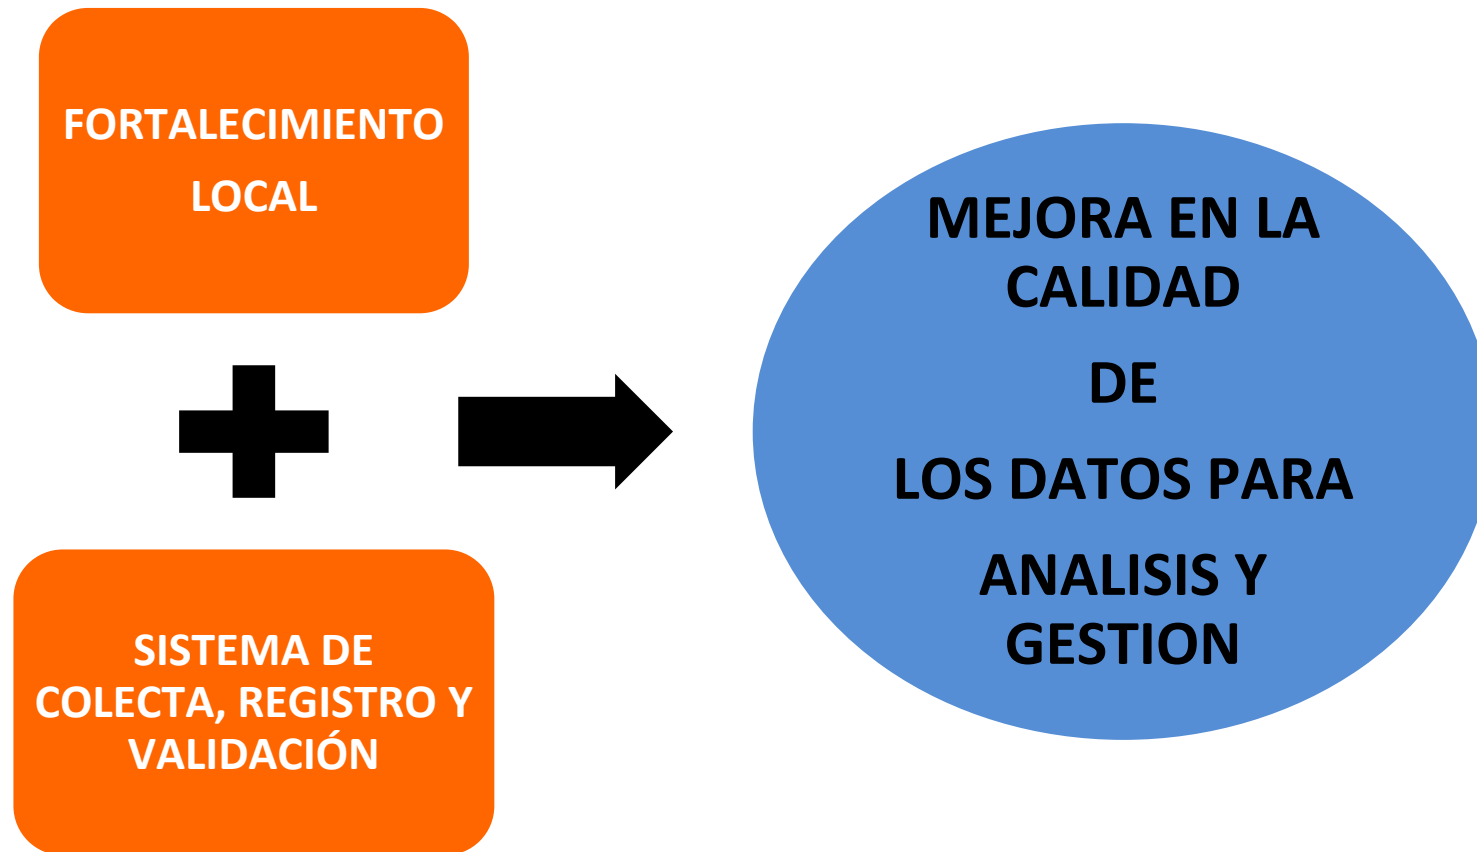 FORTALECIMIENTO
LOCAL
SISTEMA DE
COLECTA, REGISTRO Y
VALIDACIÓN
MEJORA EN LA
CALIDAD
DE
LOS DATOS PARA
ANALISIS Y
GESTION